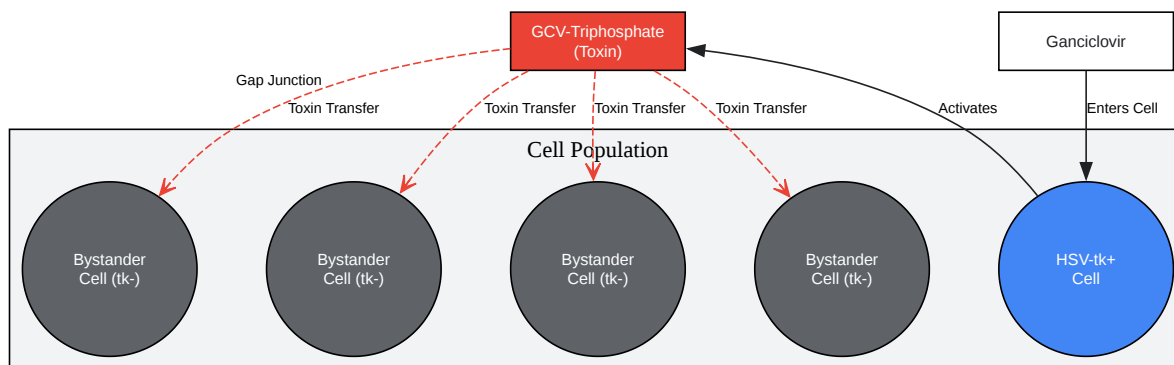 GCV-Triphosphate
(Toxin)
Ganciclovir
Gap Junction
Toxin Transfer
Toxin Transfer
Toxin Transfer
Toxin Transfer
Activates
Enters Cell
Cell Population
Bystander
Cell (tk-)
Bystander
Cell (tk-)
Bystander
Cell (tk-)
Bystander
Cell (tk-)
HSV-tk+
Cell